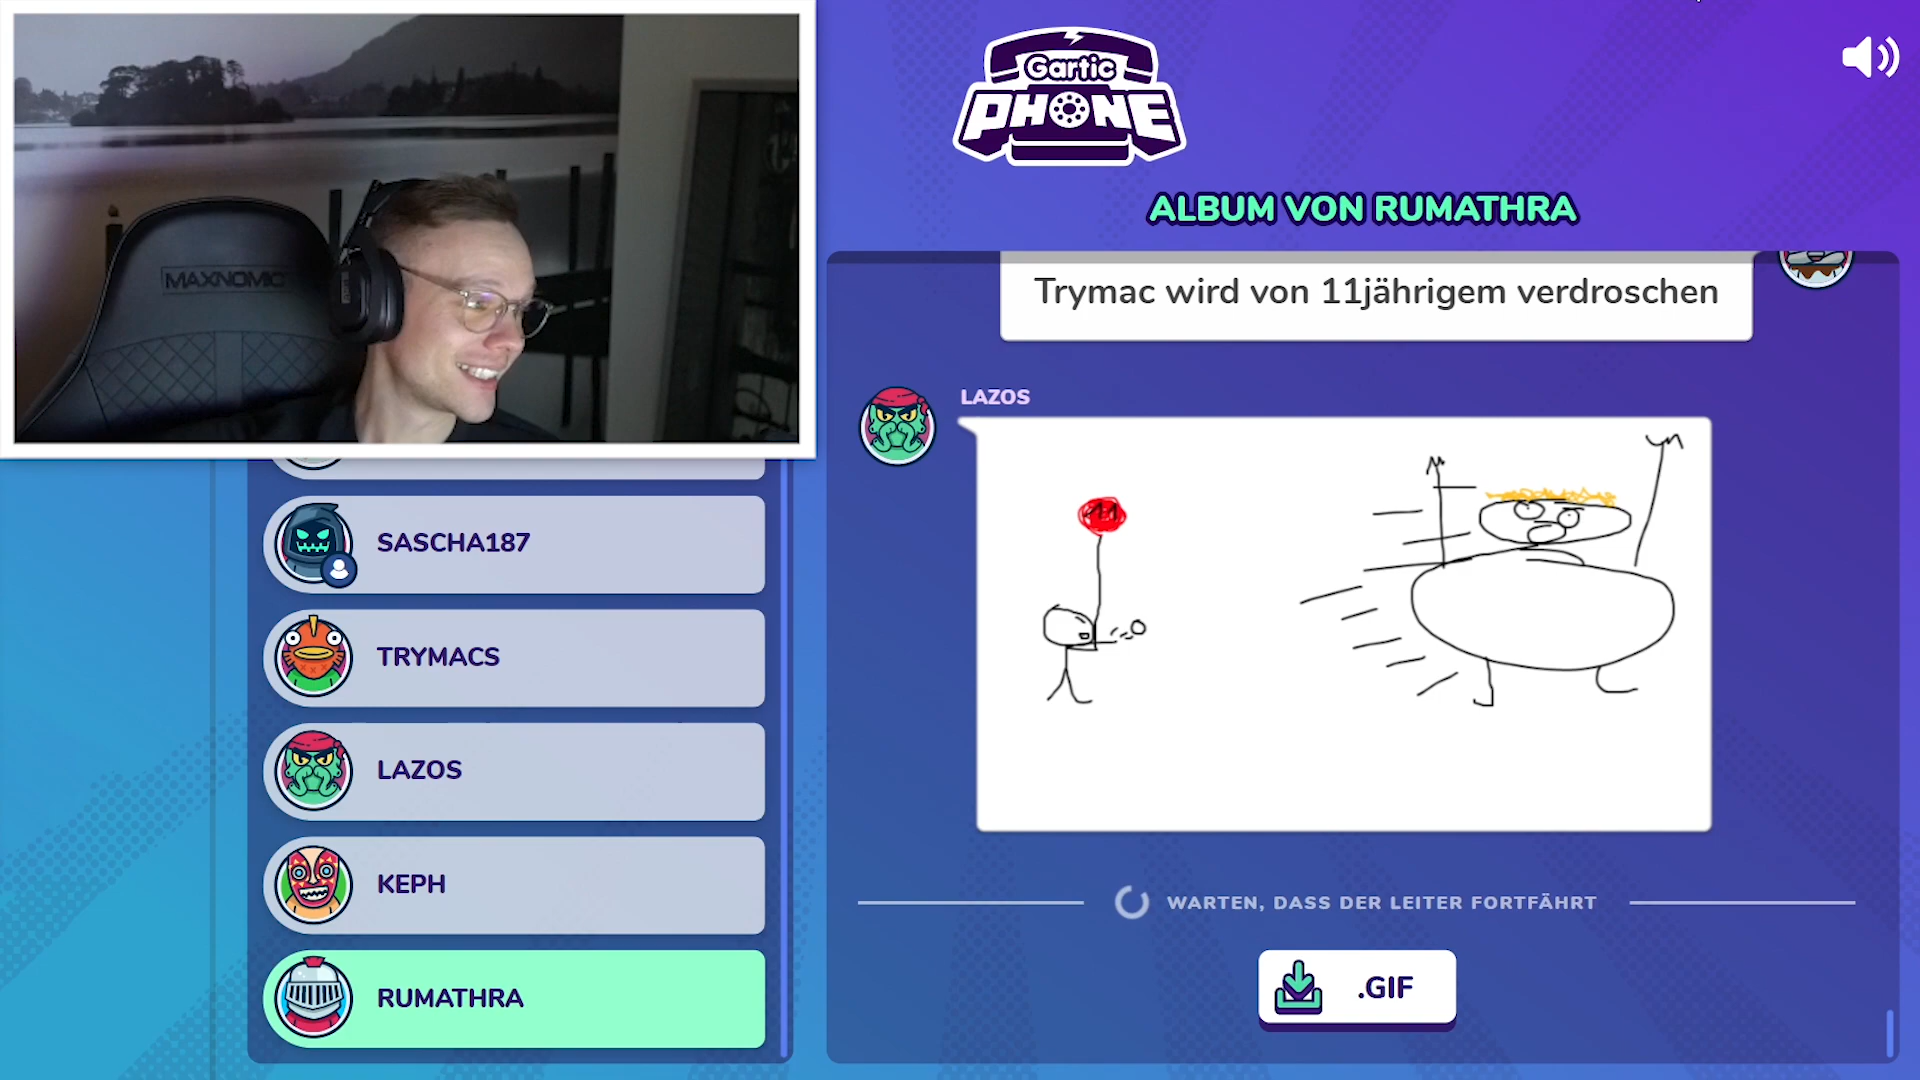 MAXNOMIC
Gartic
PHONE
ALBUM VON RUMATHRA
Trymac wird von 11jährigem verdroschen
LAZOS
11
SASCHA187
TRYMACS
LAZOS
KEPH
RUMATHRA
WARTEN, DASS DER LEITER FORTFÄHRT
.GIF